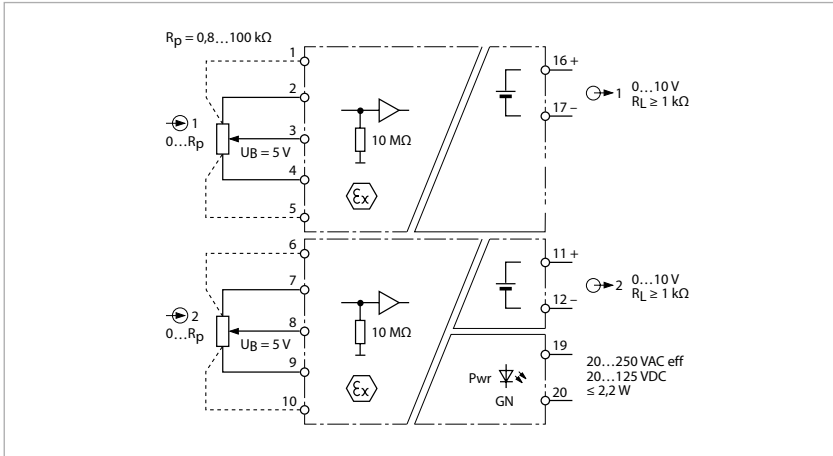 Rp = 0,8...100 kΩ
1
2
3
4
5
1
0...Rp
UB = 5 V
10 MΩ
Ex
16 +
17 –
1
0...10 V
RL ≥ 1 kΩ
6
7
8
9
10
2
0...Rp
UB = 5 V
10 MΩ
Ex
11 +
12 –
2
0...10 V
RL ≥ 1 kΩ
19
20
Pwr
GN
20...250 VAC eff
20...125 VDC
≤ 2,2 W